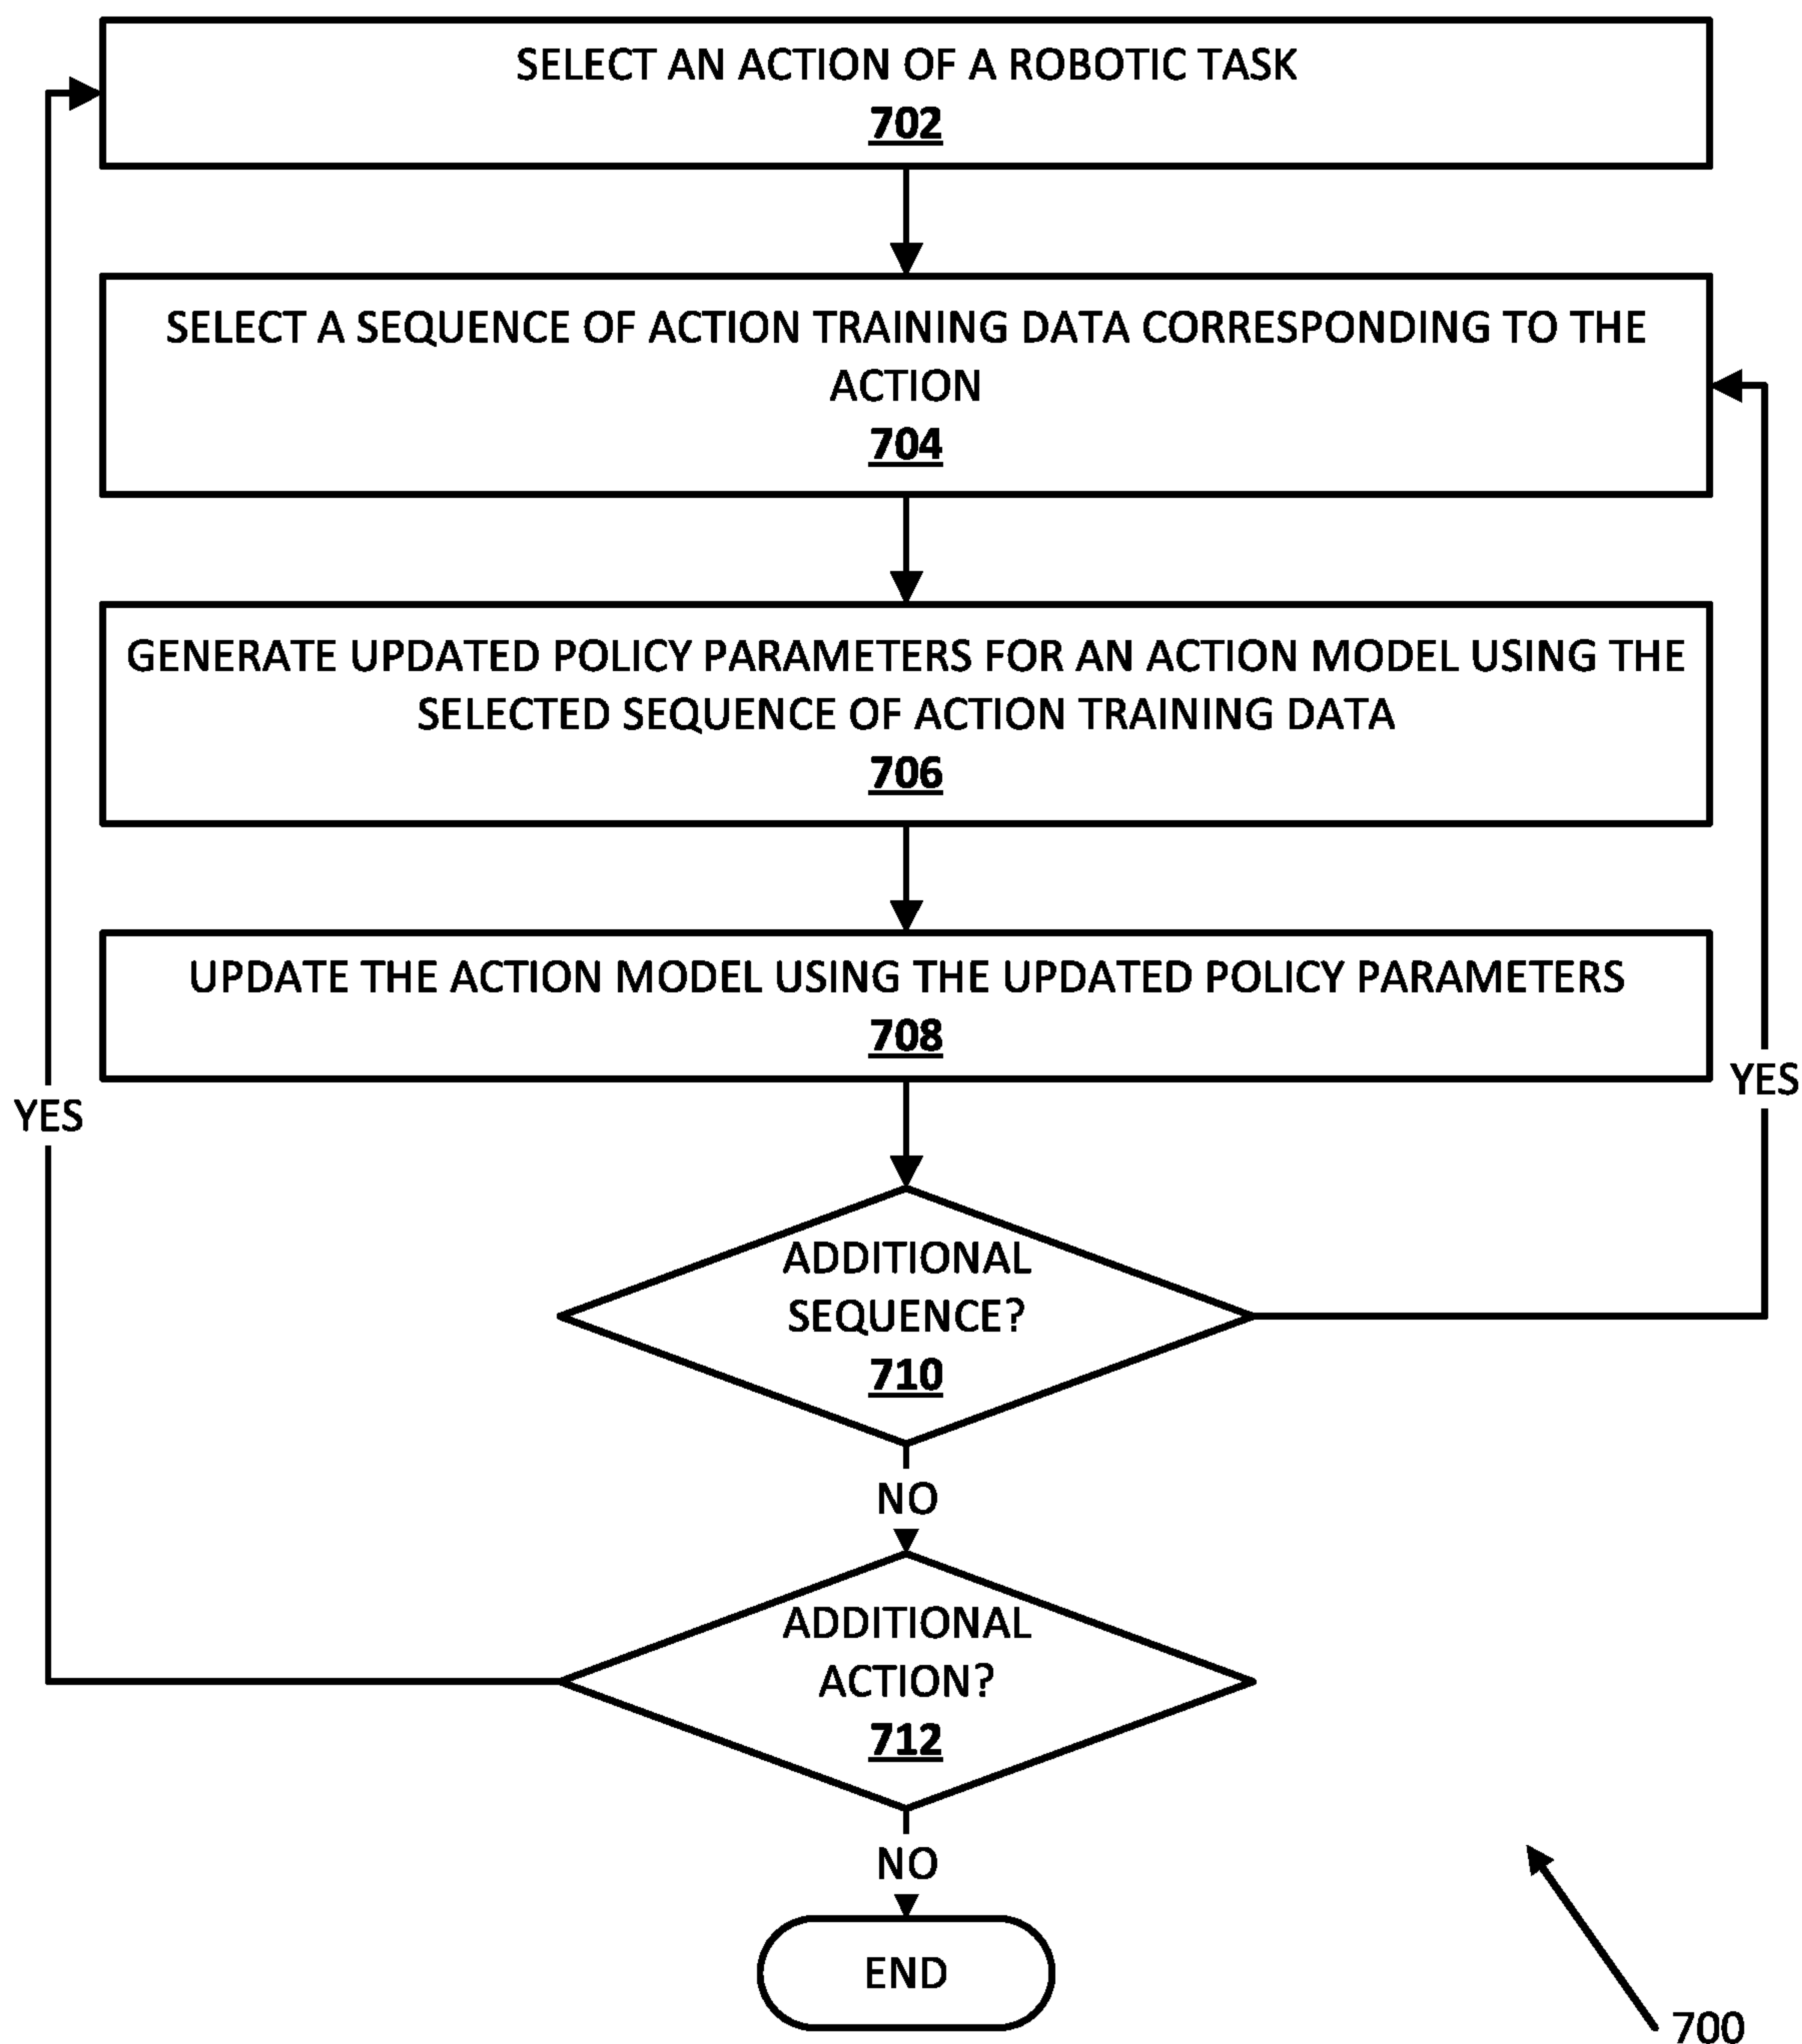 SELECT AN ACTION OF A ROBOTIC TASK
702
SELECT A SEQUENCE OF ACTION TRAINING DATA CORRESPONDING TO THE
ACTION
704
GENERATE UPDATED POLICY PARAMETERS FOR AN ACTION MODEL USING THE
SELECTED SEQUENCE OF ACTION TRAINING DATA
706
UPDATE THE ACTION MODEL USING THE UPDATED POLICY PARAMETERS
708
YES
YES
ADDITIONAL
SEQUENCE?
710
NO
ADDITIONAL
ACTION?
712
NO
END
700